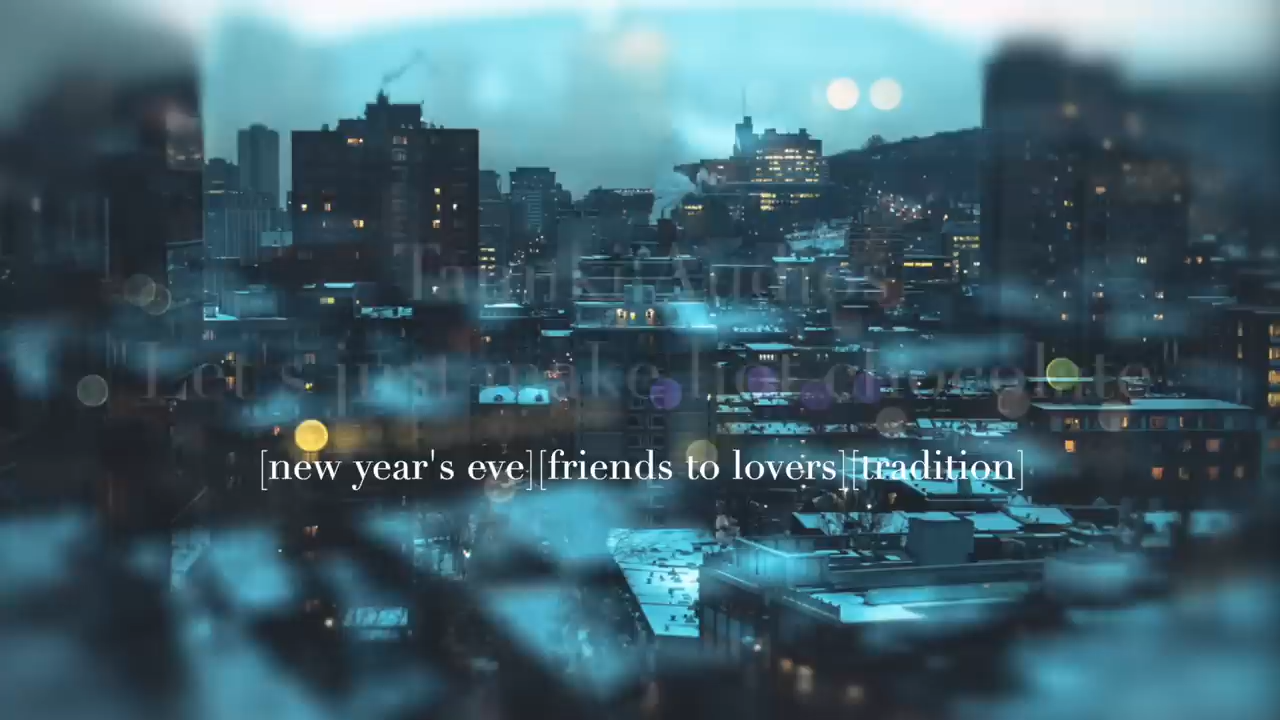 Let's just make hot chocolate
[new year's eve][friends to lovers][tradition]